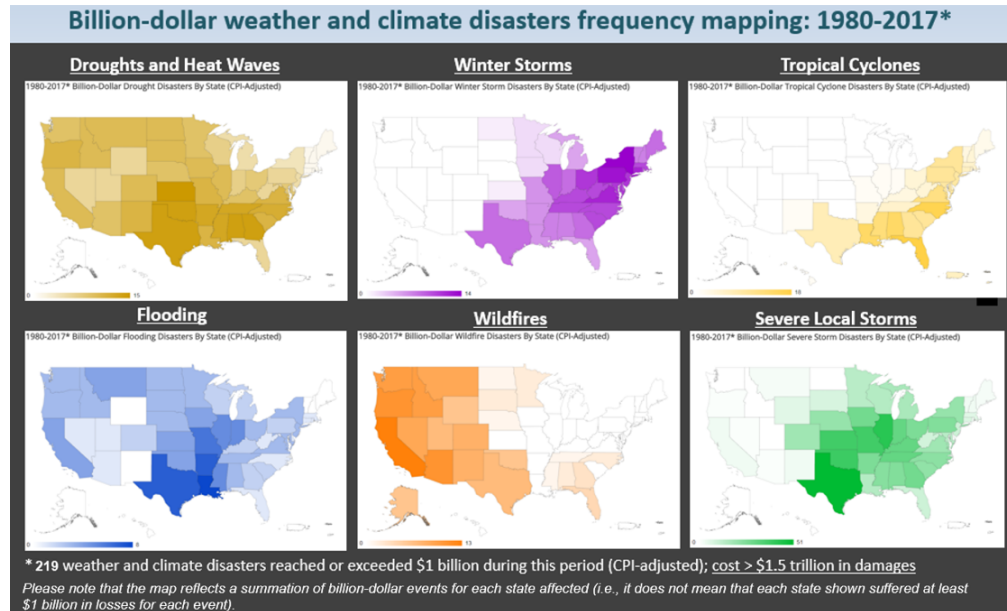 Billion-dollar weather and climate disasters frequency mapping: 1980-2017*
Droughts and Heat Waves
Winter Storms
Tropical Cyclones
1980-2017* Billion-Dollar Drought Disasters By State (CPI-Adjusted)
1980-2017* Billion-Dollar Winter Storm Disasters By State (CPI-Adjusted)
1980-2017* Billion-Dollar Tropical Cyclone Disasters By State (CPI-Adjusted)
0 15
0 14
0 18
Flooding
Wildfires
Severe Local Storms
1980-2017* Billion-Dollar Flooding Disasters By State (CPI-Adjusted)
1980-2017* Billion-Dollar Wildfire Disasters By State (CPI-Adjusted)
1980-2017* Billion-Dollar Severe Storm Disasters By State (CPI-Adjusted)
0 8
0 13
0 51
* 219 weather and climate disasters reached or exceeded $1 billion during this period (CPI-adjusted); cost > $1.5 trillion in damages
Please note that the map reflects a summation of billion-dollar events for each state affected (i.e., it does not mean that each state shown suffered at least
$1 billion in losses for each event).